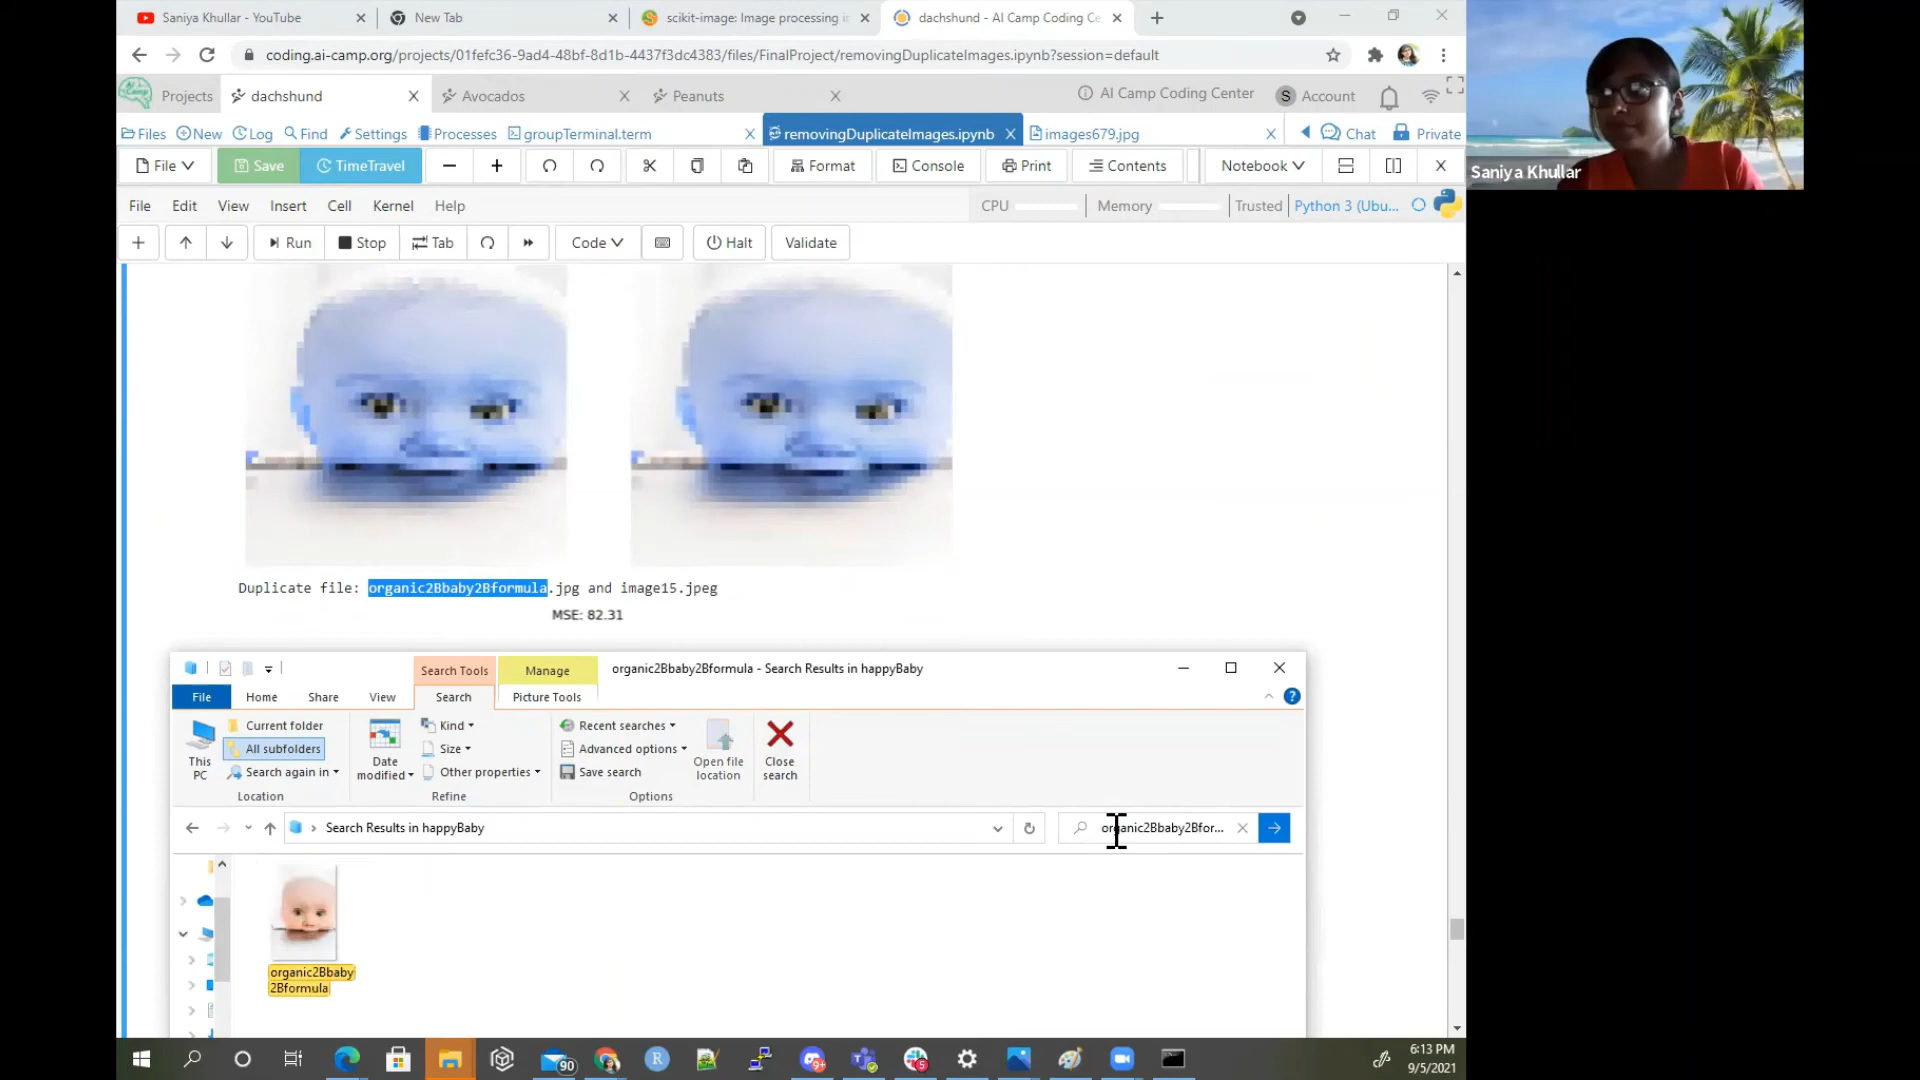 Saniya Khullar - YouTube
New Tab
scikit-image: Image processing i
dachshund - AI Camp Coding Ce
coding.ai-camp.org/projects/01fefc36-9ad4-48bf-8d1b-4437f3dc4383/files/FinalProject/removingDuplicateImages.ipynb?session=default
Projects
dachshund
Avocados
Peanuts
AI Camp Coding Center
S
Account
Files
New
Log
Find
Settings
Processes
groupTerminal.term
removingDuplicateImages.ipynb
images679.jpg
Chat
Private
Saniya Khullar
File
Save
TimeTravel
Format
Console
Print
Contents
Notebook
File
Edit
View
Insert
Cell
Kernel
Help
CPU
Memory
Trusted
Python 3 (Ubu...
Run
Stop
Tab
Code
Halt
Validate
Duplicate file: organic2Bbaby2Bformula.jpg and image15.jpeg
MSE: 82.31
Search Tools
Manage
organic2Bbaby2Bformula - Search Results in happyBaby
File
Home
Share
View
Search
Picture Tools
This PC
Current folder
All subfolders
Search again in
Location
Date modified
Kind
Size
Other properties
Refine
Recent searches
Advanced options
Save search
Options
Open file location
Close search
Search Results in happyBaby
organic2Bbaby2Bfor...
organic2Bbaby
2Bformula
90
R
9+
5
6:13 PM
9/5/2021